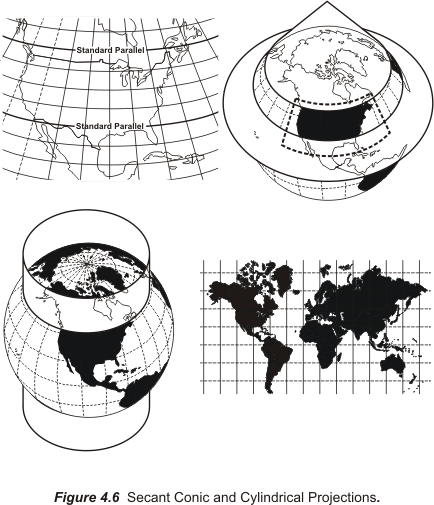 Standard Parallel
Standard Parallel
Figure 4.6 Secant Conic and Cylindrical Projections.